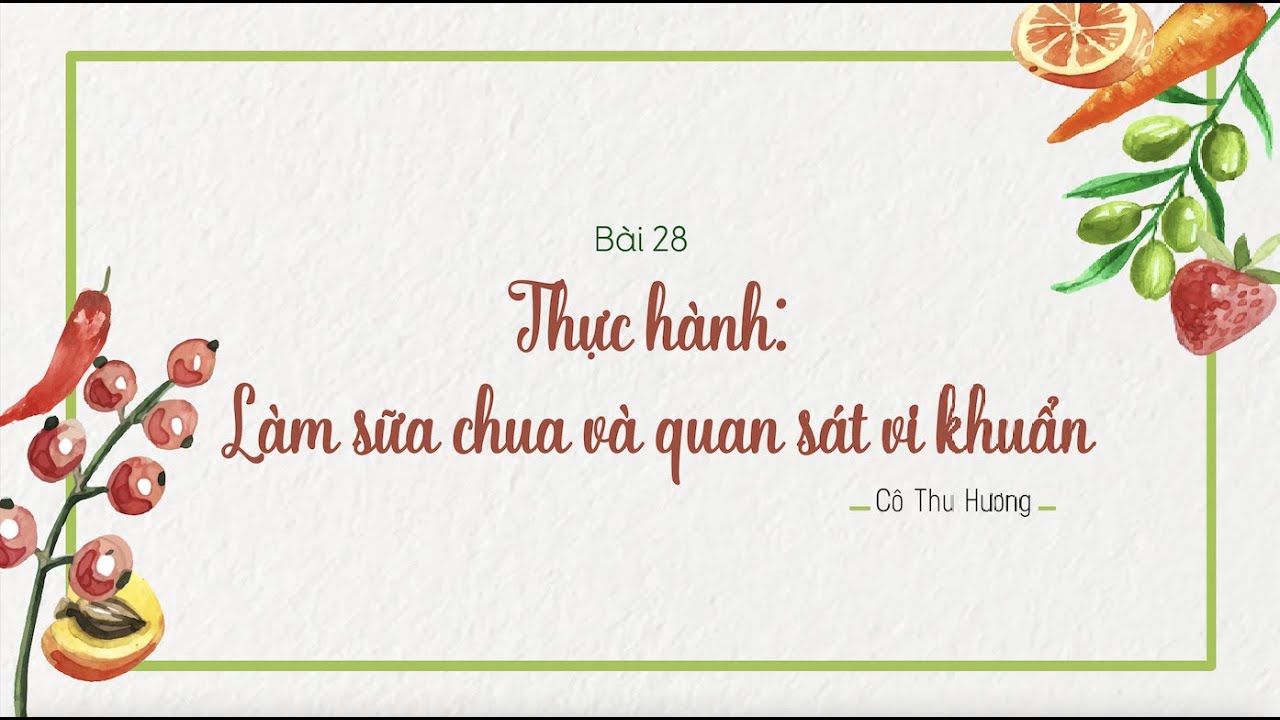 Bài 28
Thực hành:
Làm sữa chua và quan sát vi khuẩn
Cô Thu Hương